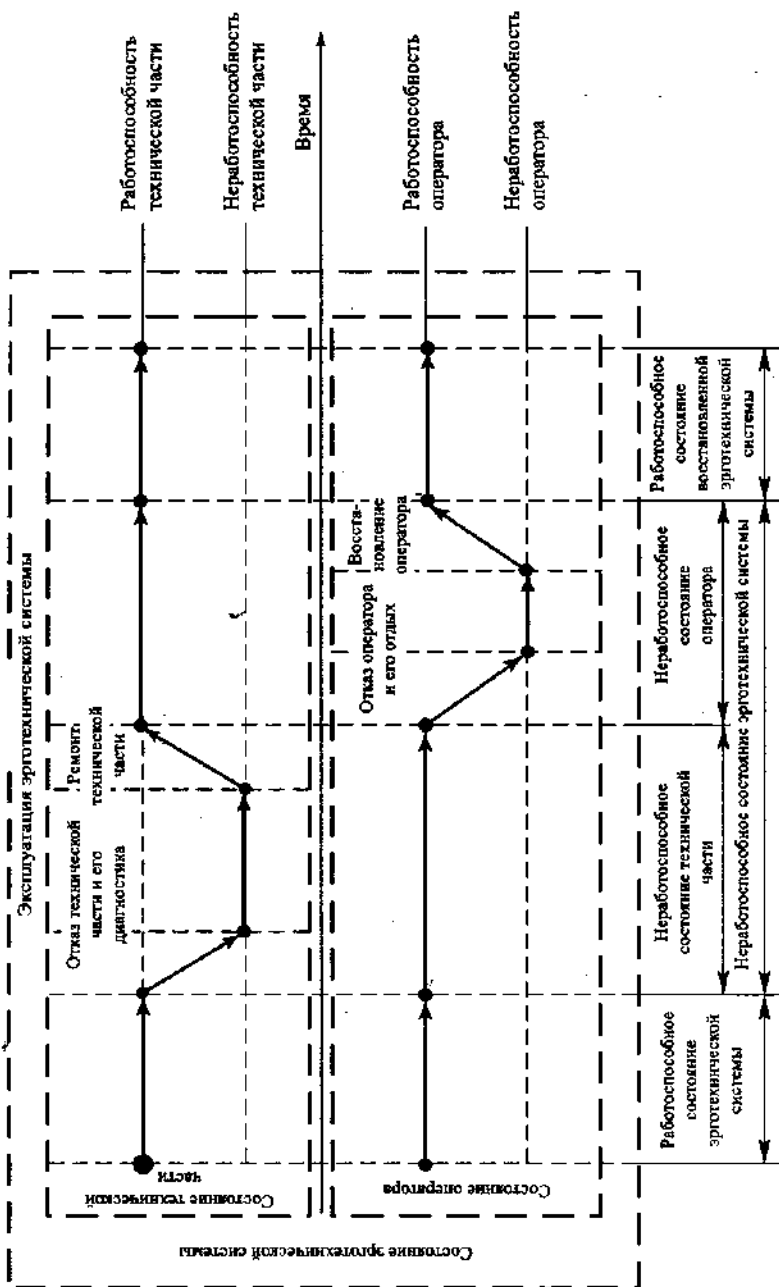 Эксплуатация эрготехнической системы
Состояние эрготехнической системы
Состояние технической
части
Отказ технической
части и его
диагностика
Ремонт
технической
части
Работоспособность
технической части
Неработоспособность
технической части
Время
Состояние оператора
Отказ оператора
и его отдых
Восста-
новление
оператора
Работоспособность
оператора
Неработоспособность
оператора
Работоспособное
состояние
эрготехнической
системы
Неработоспособное
состояние технической
части
Неработоспособное
состояние
оператора
Неработоспособное состояние эрготехнической системы
Работоспособное
состояние
восстановленной
эрготехнической
системы